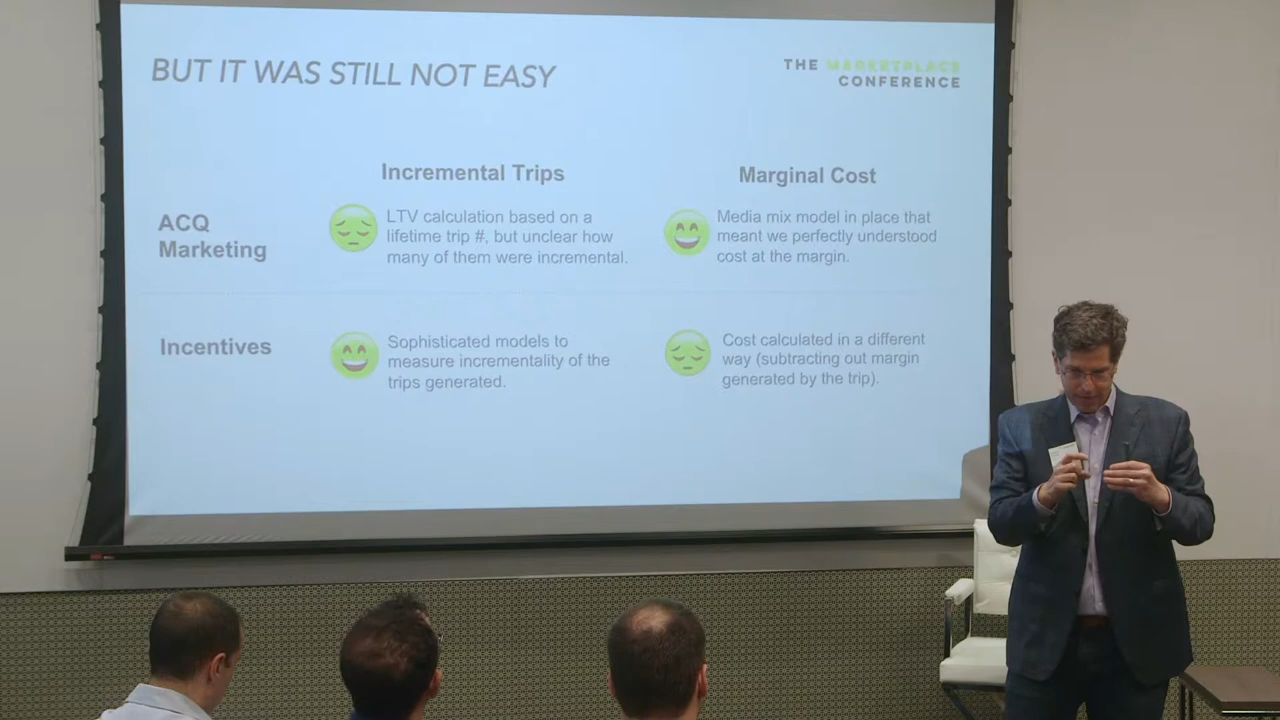 BUT IT WAS STILL NOT EASY
THE MARKETPLACE
CONFERENCE
Incremental Trips
Marginal Cost
ACQ
Marketing
LTV calculation based on a
lifetime trip #, but unclear how
many of them were incremental.
Media mix model in place that
meant we perfectly understood
cost at the margin.
Incentives
Sophisticated models to
measure incrementality of the
trips generated.
Cost calculated in a different
way (subtracting out margin
generated by the trip).